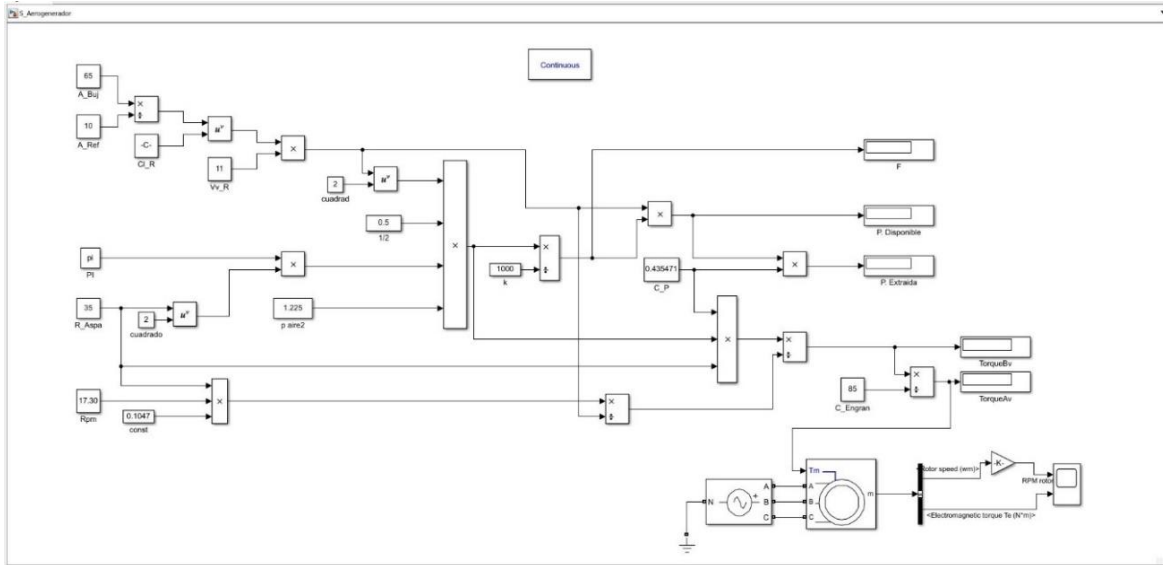 S_Aerogenerador
Continuous
65
A_Buj
10
A_Ref
-C-
Cl_R
u^v
11
Vv_R
×
÷
×
2
cuadrad
u^v
0.5
1/2
pi
PI
×
35
R_Aspa
2
cuadrado
u^v
1.225
p aire2
×
1000
k
×
÷
F
×
P. Disponible
0.435471
C_P
×
P. Extraida
×
×
÷
TorqueBv
85
C_Engran
×
÷
TorqueAv
17.30
Rpm
0.1047
const
×
×
÷
N
+
A
B
C
Tm
A
B
C
m
Rotor speed (wm)>
-K-
RPM rotor
<Electromagnetic torque Te (N*m)>